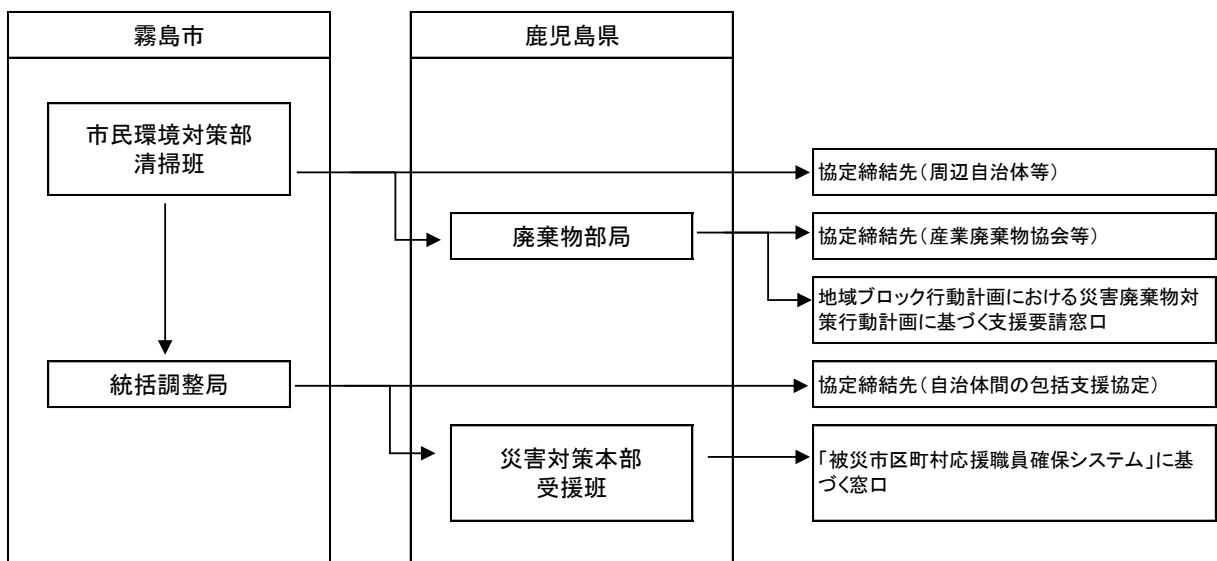 霧島市
鹿児島県
市民環境対策部
清掃班
協定締結先（周辺自治体等）
廃棄物部局
協定締結先（産業廃棄物協会等）
地域ブロック行動計画における災害廃棄物対
策行動計画に基づく支援要請窓口
統括調整局
協定締結先（自治体間の包括支援協定）
災害対策本部
受援班
「被災市区町村応援職員確保システム」に基
づく窓口